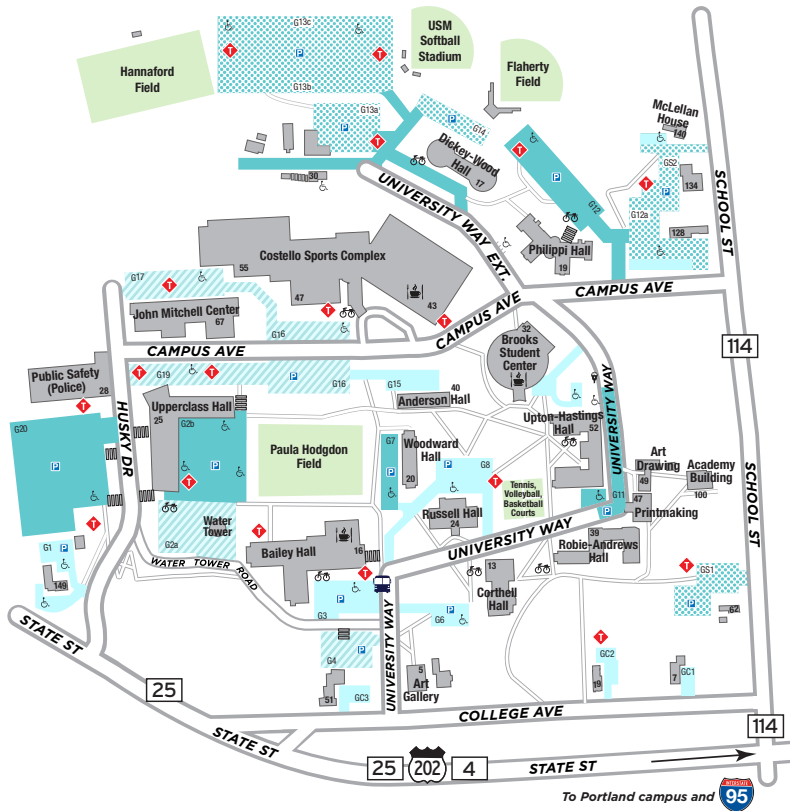 G13c
T
T
P
G13b
USM
Softball
Stadium
Hannaford
Field
Flaherty
Field
G13a
P
T
P
G14
McLellan
House
140
T
Dickey-Wood
Hall
17
T
P
GS2
P
134
30
G12
G12a
128
SCHOOL ST
UNIVERSITY WAY EXT.
Philippi Hall
19
Costello Sports Complex
55
47
43
G17
T
T
T
CAMPUS AVE
CAMPUS AVE
John Mitchell Center
67
G16
32
Brooks
Student
Center
114
CAMPUS AVE
Public Safety
(Police)
28
T
G19
T
P
G16
G15
40
Anderson Hall
UNIVERSITY WAY
T
HUSKY DR
Upperclass Hall
25
G2b
P
T
Upton-Hastings
Hall
52
G20
P
Paula Hodgdon
Field
G7
P
Woodward
Hall
20
P
G8
T
Tennis,
Volleyball,
Basketball
Courts
Art
Drawing
49
Academy
Building
100
G11
P
47
Printmaking
T
Water
Tower
G2a
T
Russell Hall
24
UNIVERSITY WAY
39
Robie-Andrews
Hall
SCHOOL ST
G1
P
149
Bailey Hall
16
WATER TOWER ROAD
T
13
Corthell
Hall
T
GS1
P
62
G3
P
P
G6
UNIVERSITY WAY
T
P
G4
GC2
19
7
GC1
STATE ST
25
51
GC3
5
Art
Gallery
COLLEGE AVE
114
STATE ST
25
202
4
STATE ST
To Portland campus and
INTERSTATE
95